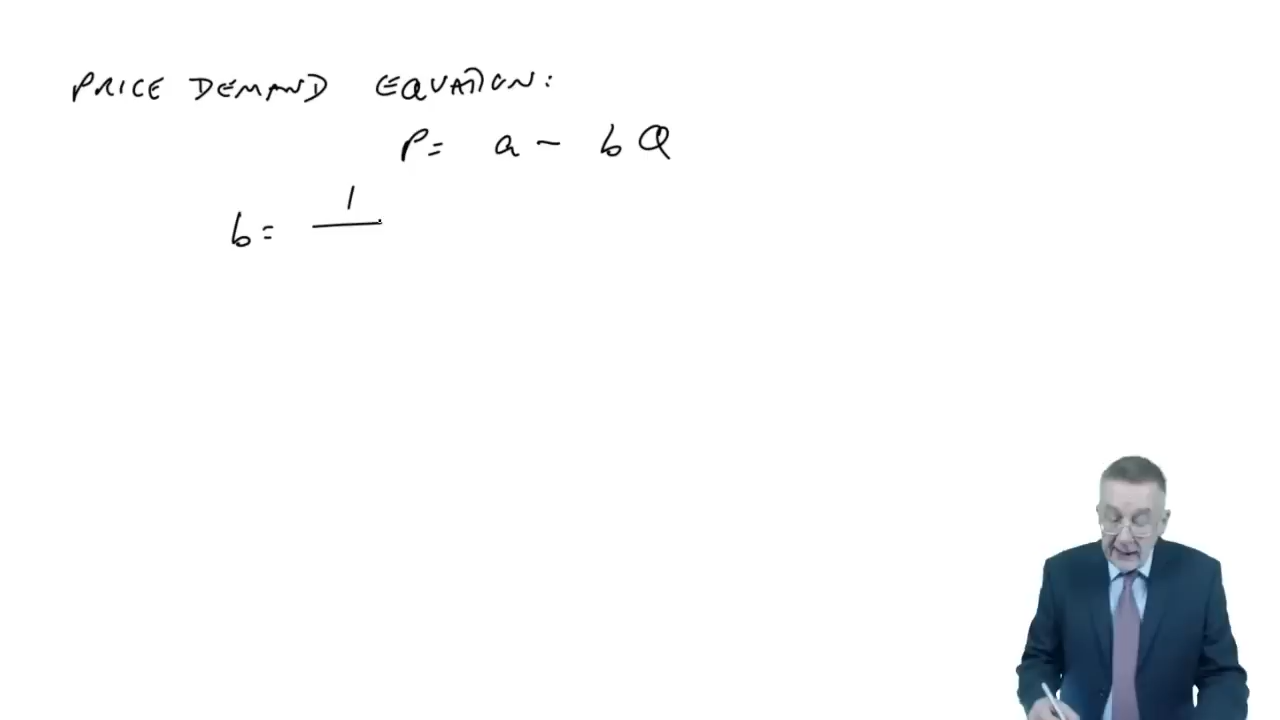 PRICE DEMAND EQUATION:
P= a - bQ
b= 1/